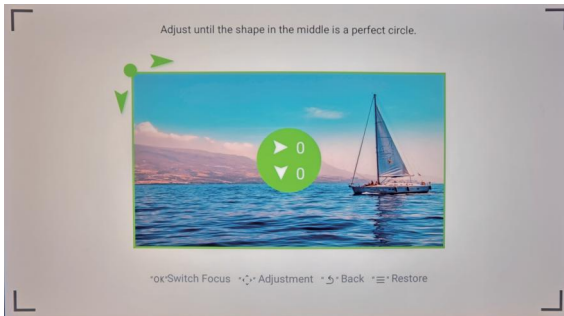 Adjust until the shape in the middle is a perfect circle.
0
0
"OK"Switch Focus Adjustment Back Restore